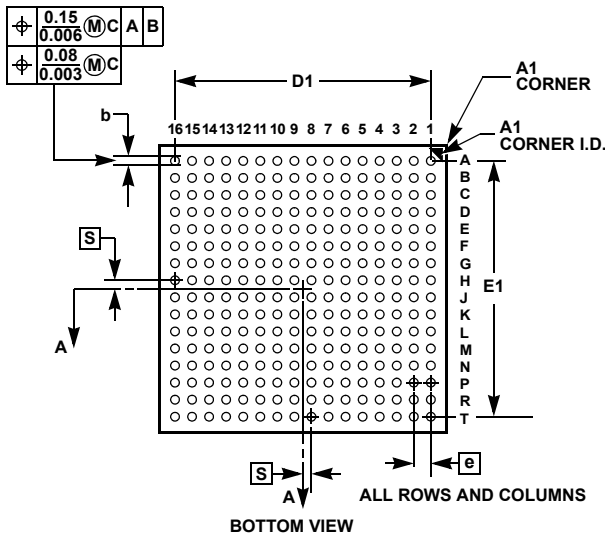 0.15
0.006 Ⓜ C A B
0.08
0.003 Ⓜ C
D1
A1
CORNER
16 15 14 13 12 11 10 9 8 7 6 5 4 3 2 1
b
A1
CORNER I.D.
A
B
C
D
E
F
G
H
J
K
L
M
N
P
R
T
S
E1
A
S
A
e
ALL ROWS AND COLUMNS
BOTTOM VIEW